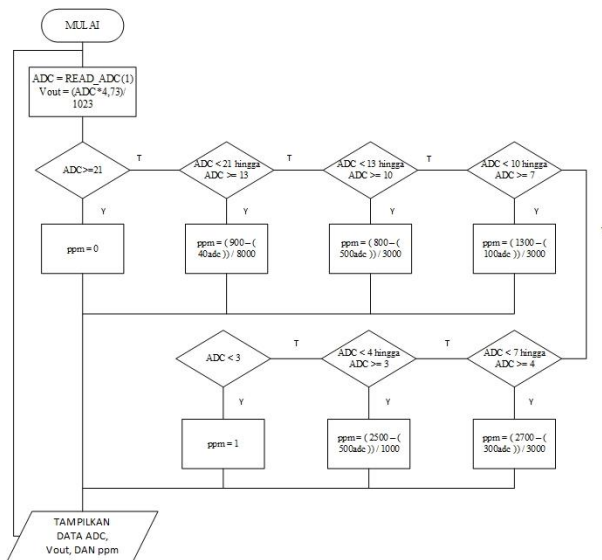 MULAI
ADC = READ_ADC(1)
Vout = (ADC*4,73)/
1023
ADC>=21
T
ADC < 21 hingga
ADC >= 13
T
ADC < 13 hingga
ADC >= 10
T
ADC < 10 hingga
ADC >= 7
Y
Y
Y
Y
ppm = 0
ppm = ( 900 – (
40adc )) / 8000
ppm = ( 800 – (
500adc )) / 3000
ppm = ( 1300 – (
100adc )) / 3000
ADC < 3
T
ADC < 4 hingga
ADC >= 3
T
ADC < 7 hingga
ADC >= 4
Y
Y
Y
ppm = 1
ppm = ( 2500 – (
500adc )) / 1000
ppm = ( 2700 – (
300adc )) / 3000
TAMPILKAN
DATA ADC,
Vout, DAN ppm